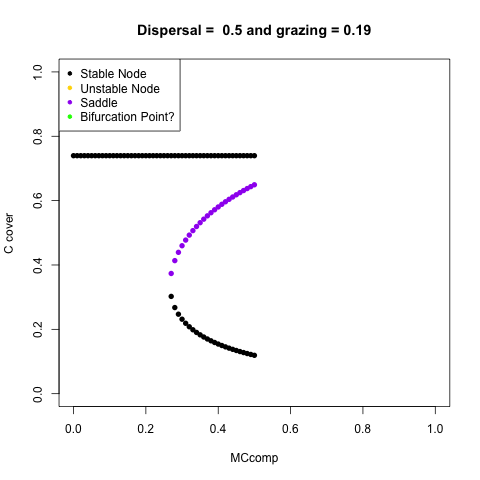 Dispersal =  0.5 and grazing = 0.19
Stable Node
Unstable Node
Saddle
Bifurcation Point?
1.0
0.8
0.6
0.4
0.2
0.0
C cover
0.0 0.2 0.4 0.6 0.8 1.0
MCcomp